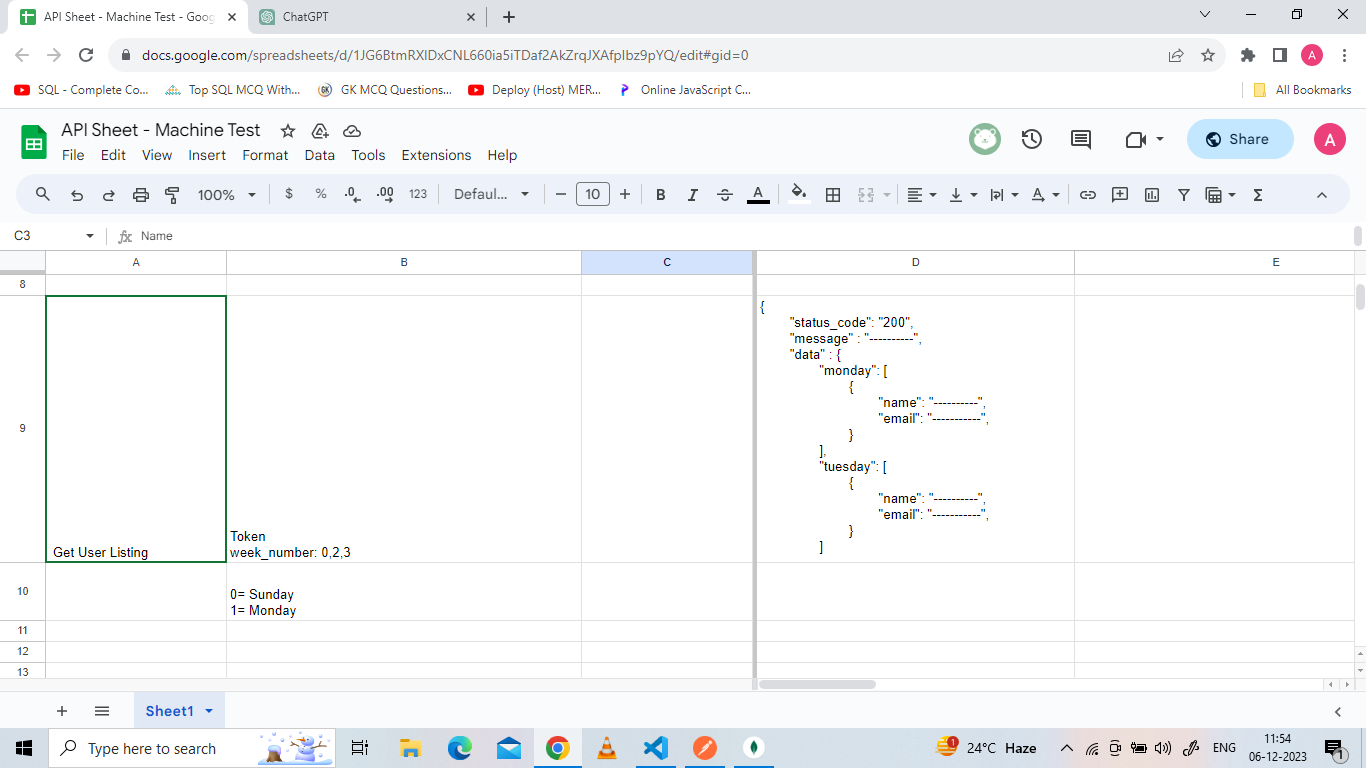 API Sheet - Machine Test - Goog
ChatGPT
docs.google.com/spreadsheets/d/1JG6BtmRXlDxCNL660ia5iTDaf2AkZrqJXAfpIbz9pYQ/edit#gid=0
A
SQL - Complete Co...
Top SQL MCQ With...
GK MCQ Questions...
Deploy (Host) MER...
Online JavaScript C...
All Bookmarks
API Sheet - Machine Test
File Edit View Insert Format Data Tools Extensions Help
Share
A
100%
$ % .0 .00 123
Defaul...
10
B I A
C3
fx Name
A B C D E
8
9
Get User Listing
Token
week_number: 0,2,3
{
"status_code": "200",
"message" : "----------",
"data" : {
"monday": [
{
"name": "----------",
"email": "-----------",
}
],
"tuesday": [
{
"name": "----------",
"email": "-----------",
}
]
10
0= Sunday
1= Monday
11
12
13
Sheet1
Type here to search
1
24°C Haze
ENG
11:54
06-12-2023
1